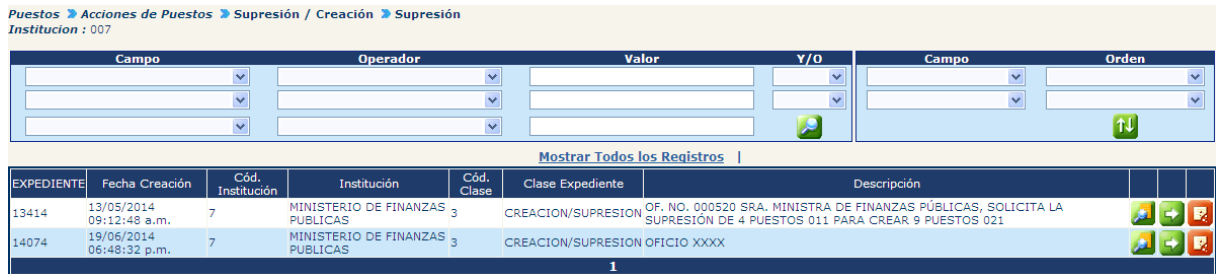 Puestos » Acciones de Puestos » Supresión / Creación » Supresión
Institucion : 007
Campo Operador Valor Y/O Campo Orden
Mostrar Todos los Registros |
EXPEDIENTE Fecha Creación Cód. Institución Institución Cód. Clase Clase Expediente Descripción
13414 13/05/2014 09:12:48 a.m. 7 MINISTERIO DE FINANZAS PUBLICAS 3 CREACION/SUPRESION OF. NO. 000520 SRA. MINISTRA DE FINANZAS PÚBLICAS, SOLICITA LA SUPRESIÓN DE 4 PUESTOS 011 PARA CREAR 9 PUESTOS 021
14074 19/06/2014 06:48:32 p.m. 7 MINISTERIO DE FINANZAS PUBLICAS 3 CREACION/SUPRESION OFICIO XXXX
1